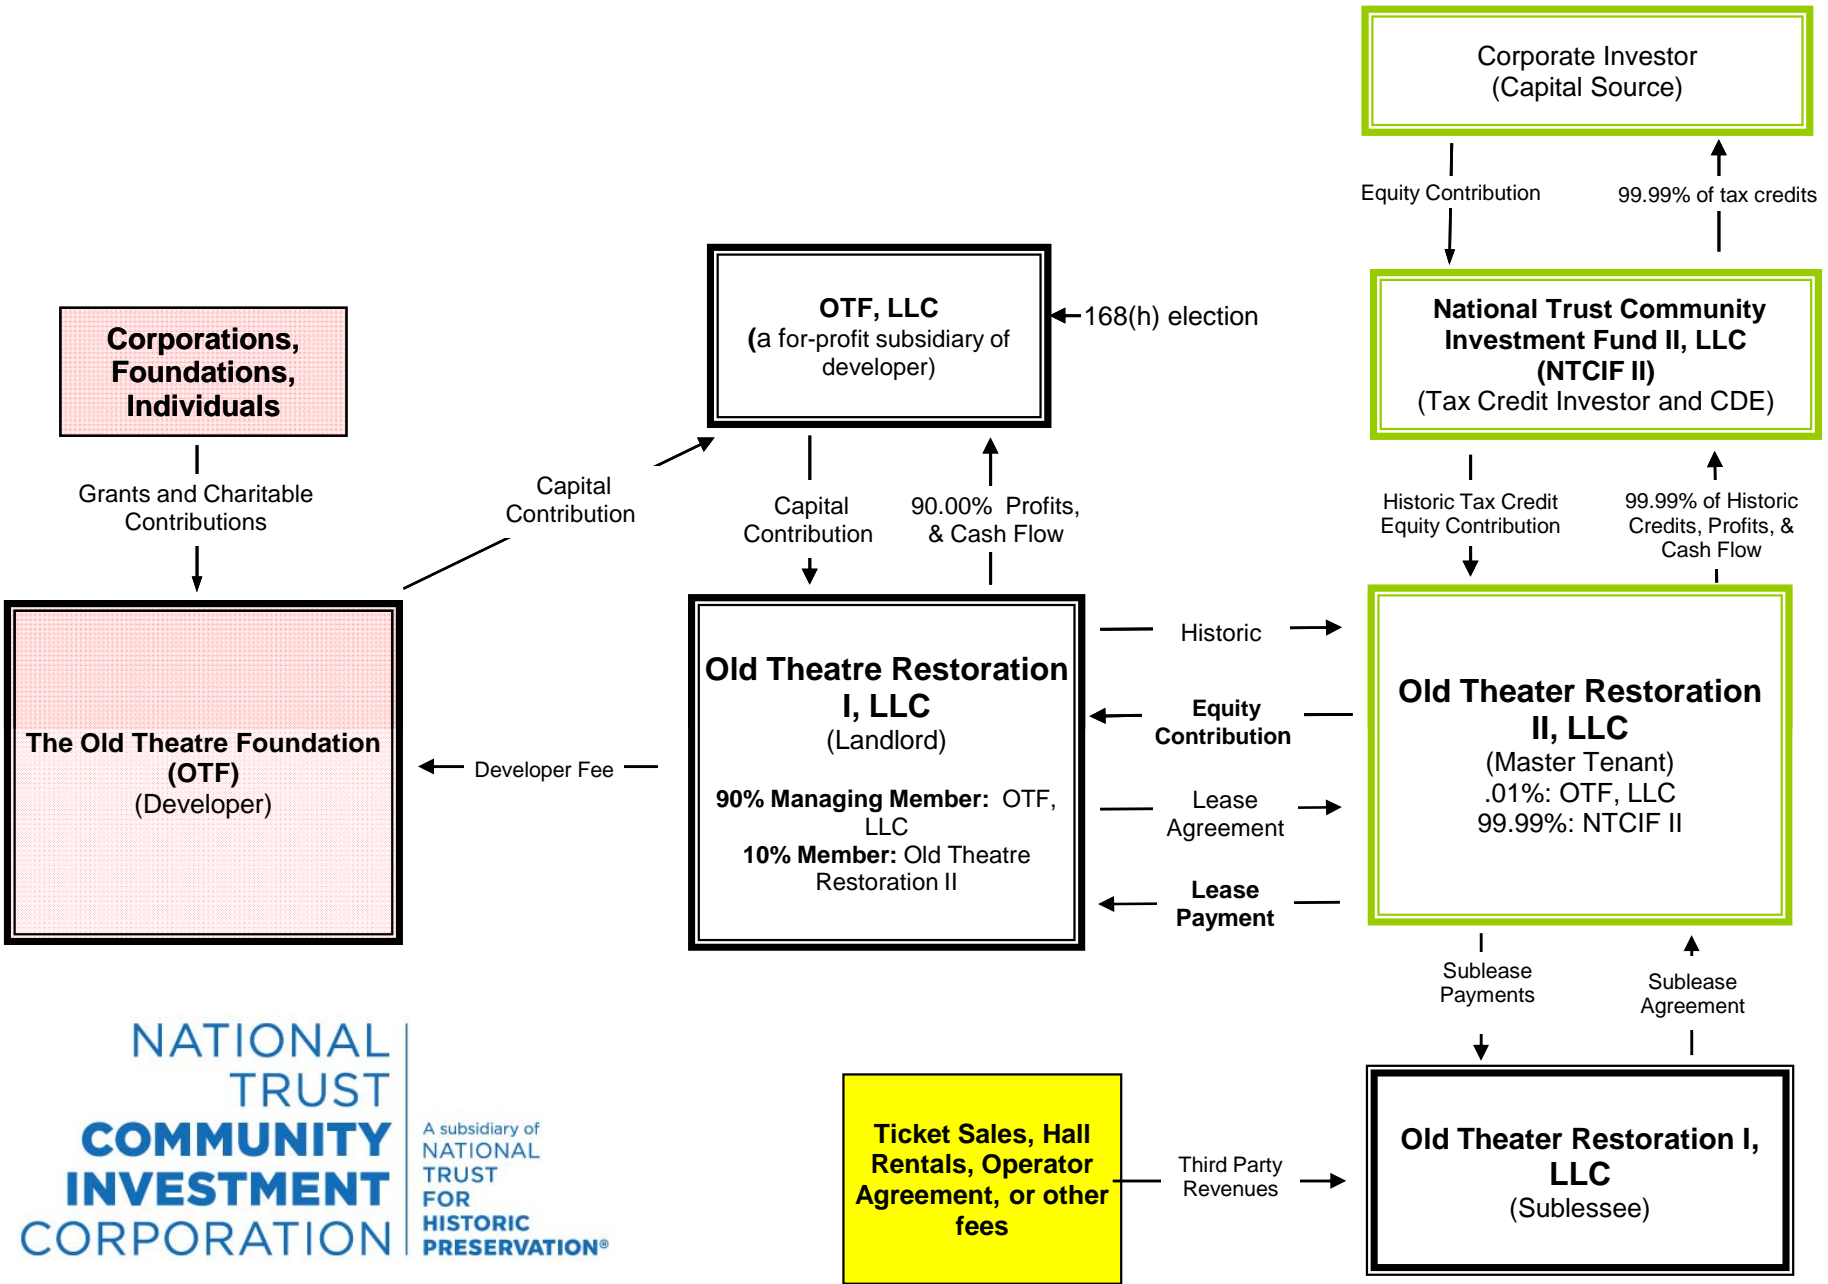 Corporate Investor
(Capital Source)
Equity Contribution
99.99% of tax credits
OTF, LLC
(a for-profit subsidiary of
developer)
168(h) election
National Trust Community
Investment Fund II, LLC
(NTCIF II)
(Tax Credit Investor and CDE)
Corporations,
Foundations,
Individuals
Grants and Charitable
Contributions
Capital
Contribution
Capital
Contribution
90.00% Profits,
& Cash Flow
Historic Tax Credit
Equity Contribution
99.99% of Historic
Credits, Profits, &
Cash Flow
The Old Theatre Foundation
(OTF)
(Developer)
Developer Fee
Old Theatre Restoration
I, LLC
(Landlord)
90% Managing Member: OTF,
LLC
10% Member: Old Theatre
Restoration II
Historic
Equity
Contribution
Lease
Agreement
Lease
Payment
Old Theater Restoration
II, LLC
(Master Tenant)
.01%: OTF, LLC
99.99%: NTCIF II
Sublease
Payments
Sublease
Agreement
NATIONAL
TRUST
COMMUNITY
INVESTMENT
CORPORATION
A subsidiary of
NATIONAL
TRUST
FOR
HISTORIC
PRESERVATION®
Ticket Sales, Hall
Rentals, Operator
Agreement, or other
fees
Third Party
Revenues
Old Theater Restoration I,
LLC
(Sublessee)